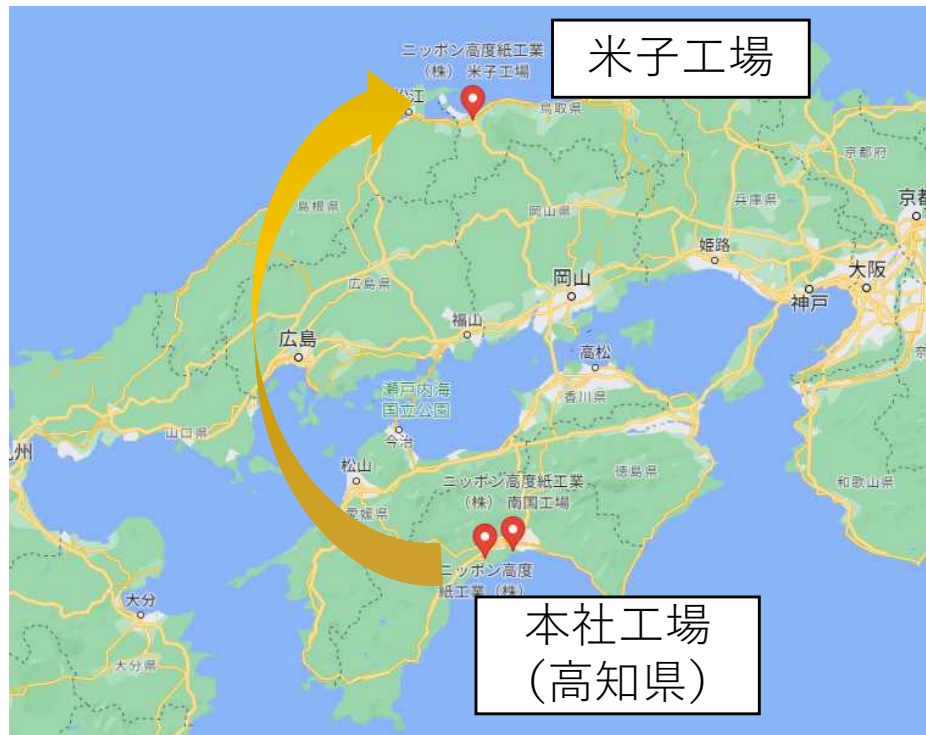 ニッポン高度紙工業
（株） 米子工場
米子工場
松江
鳥取県
京都府
島根県
岡山県
兵庫県
京都
姫路
広島県
岡山
大阪
神戸
福山
広島
高松
奈
瀬戸内海
国立公園
香川県
山口県
今治
九州
松山
徳島県
ニッポン高度紙工業
（株） 南国工場
和歌山県
愛媛県
ニッポン高度
紙工業（株）
大分
本社工場
（高知県）
大分県